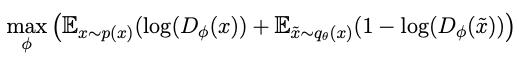 max_ϕ (𝔼_{x∼p(x)}(log(D_ϕ(x)) + 𝔼_{x̃∼q_θ(x)}(1 − log(D_ϕ(x̃)))